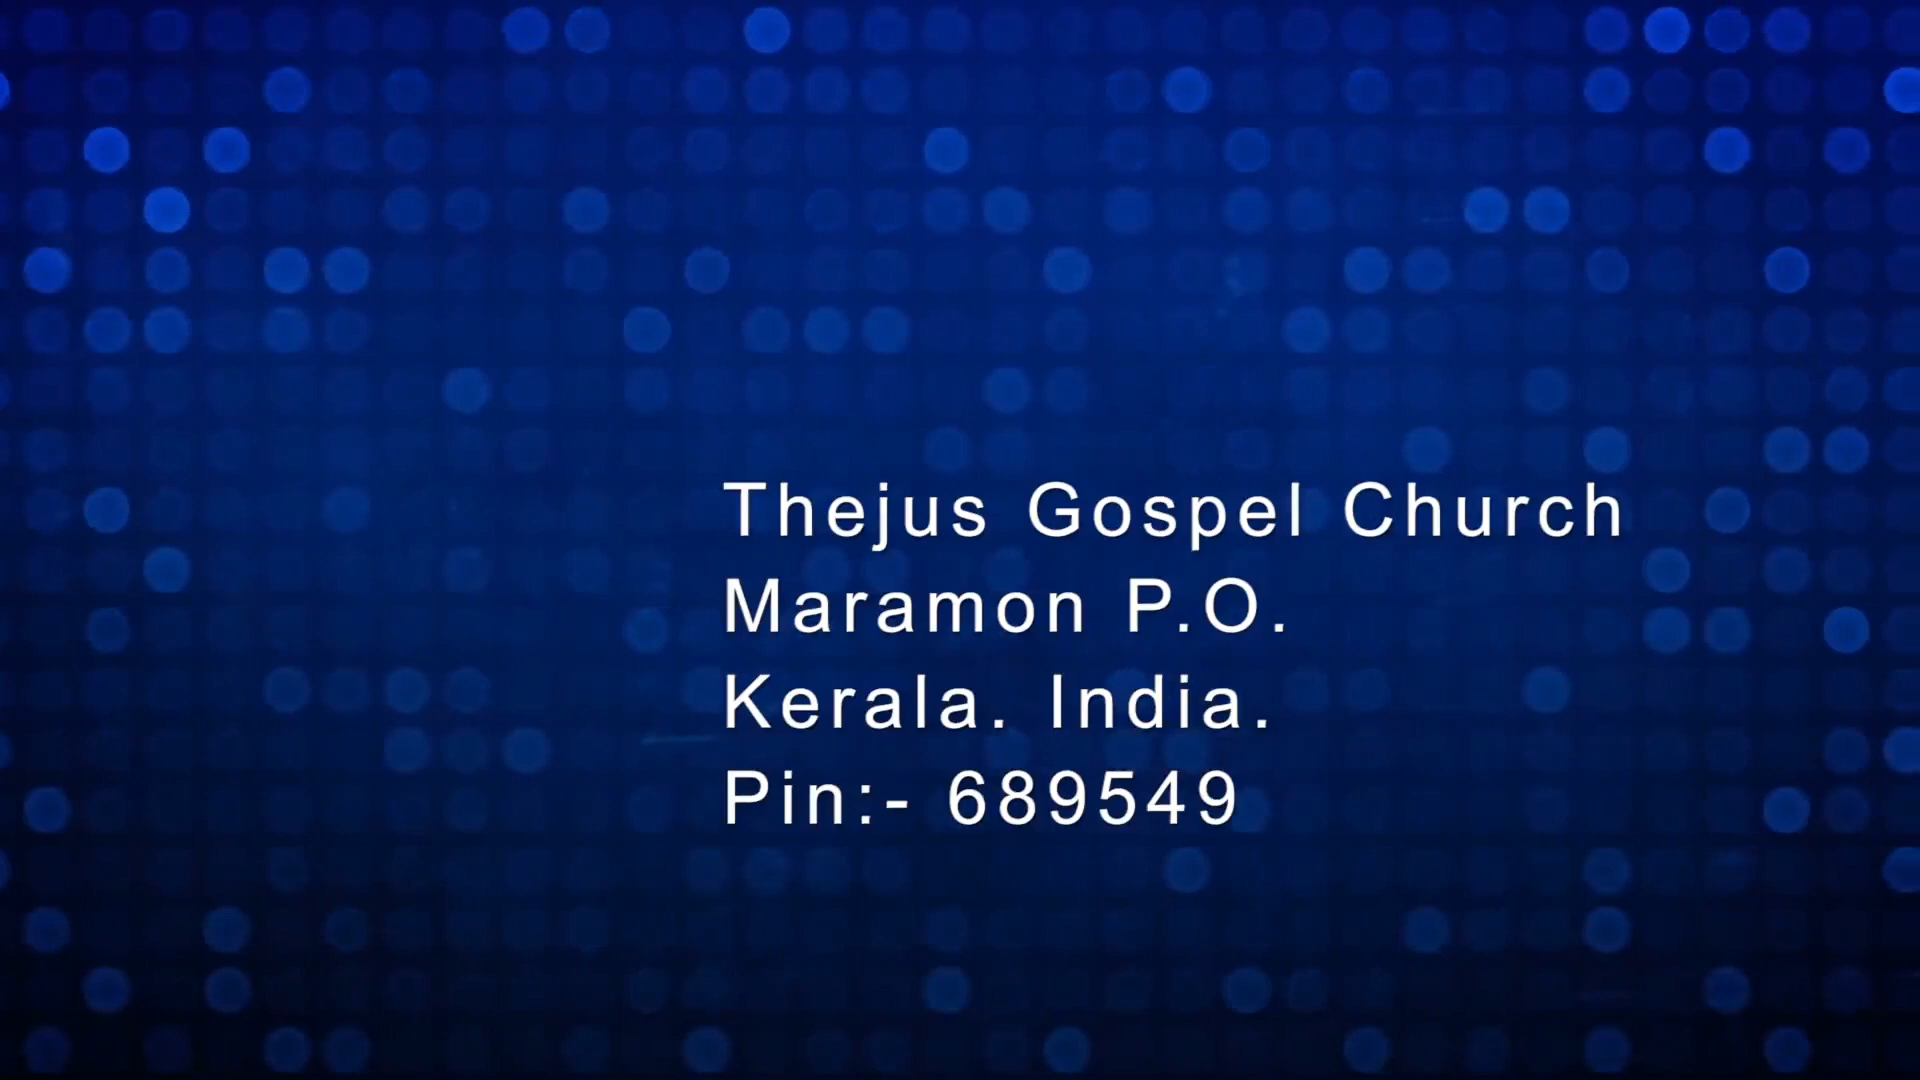 Thejus Gospel Church
Maramon P.O.
Kerala. India.
Pin:- 689549